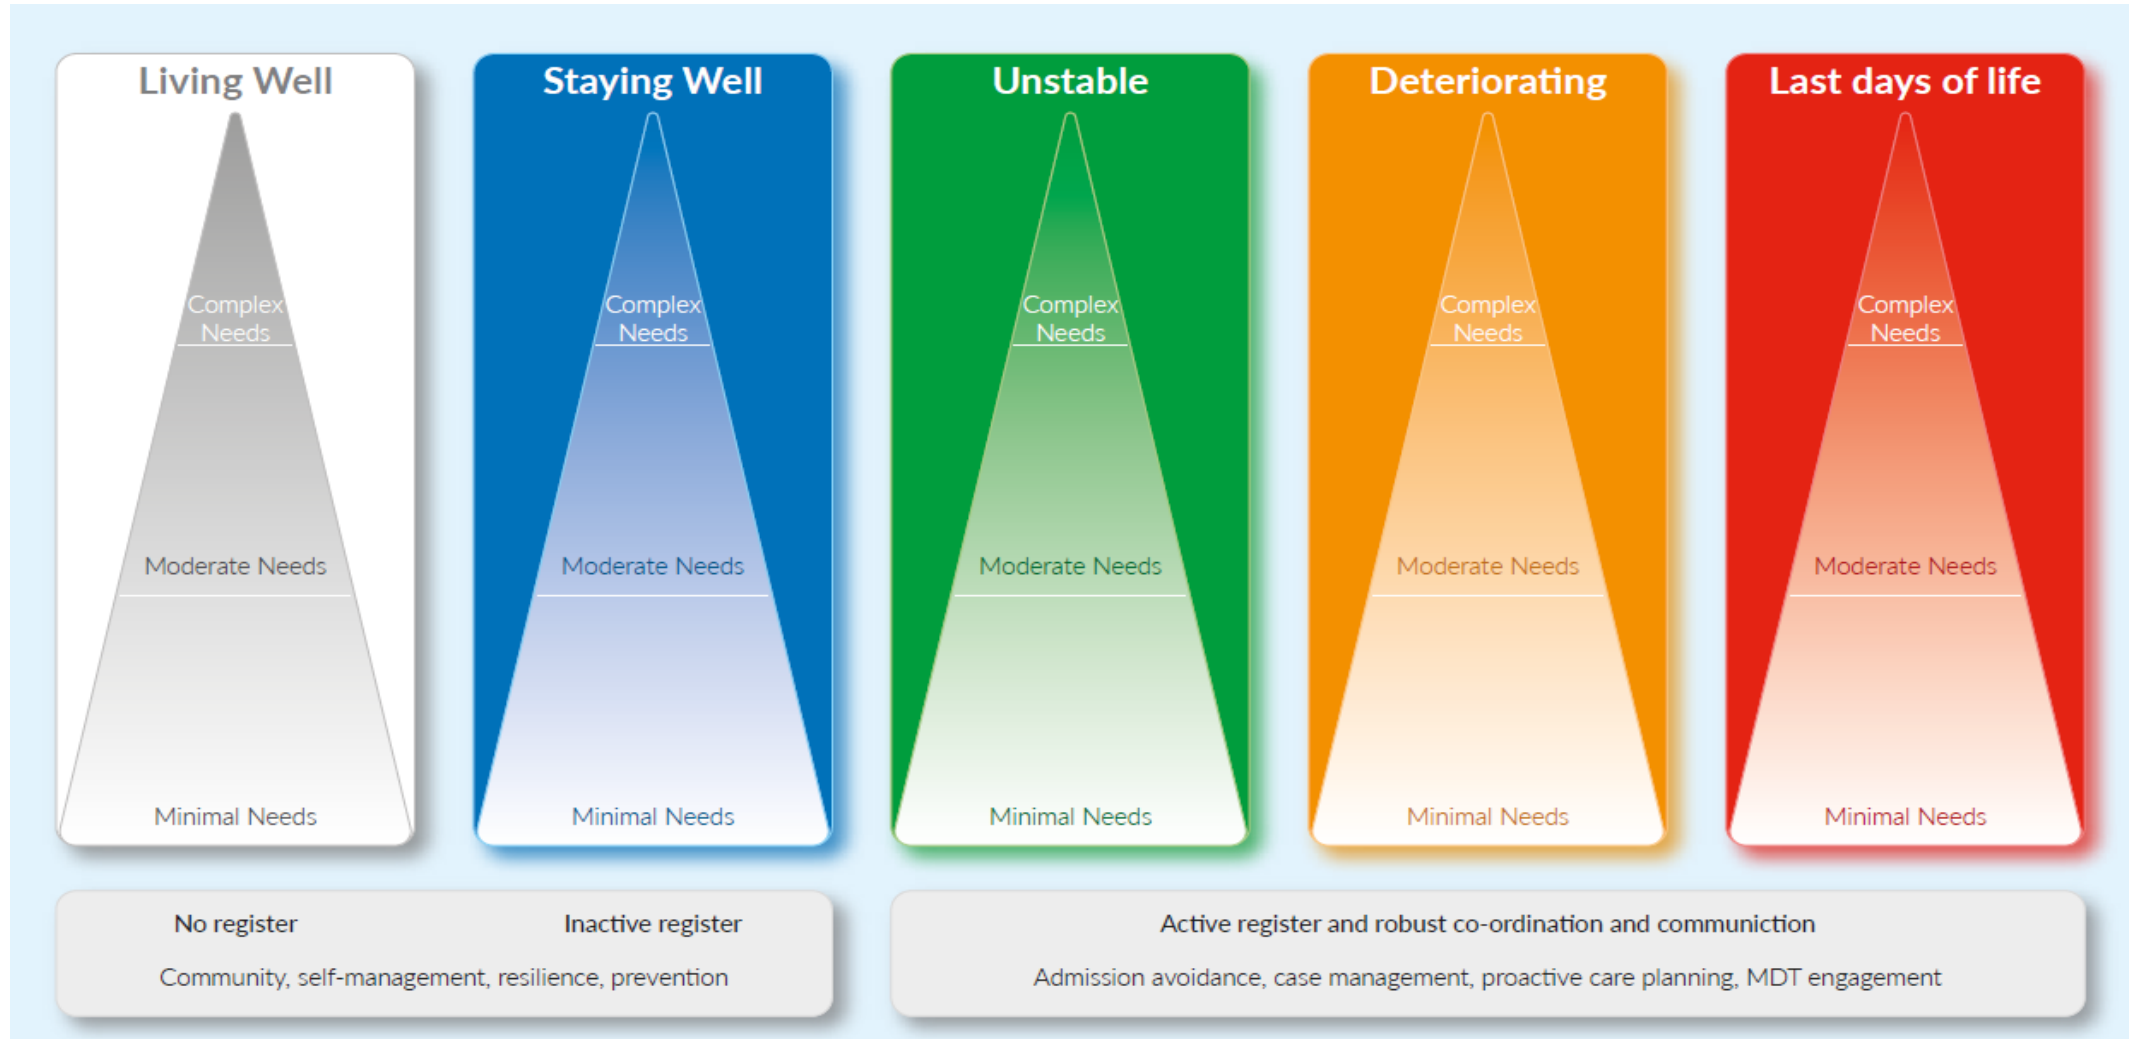 Living Well
Complex
Needs
Moderate Needs
Minimal Needs
Staying Well
Complex
Needs
Moderate Needs
Minimal Needs
Unstable
Complex
Needs
Moderate Needs
Minimal Needs
Deteriorating
Complex
Needs
Moderate Needs
Minimal Needs
Last days of life
Complex
Needs
Moderate Needs
Minimal Needs
No register
Inactive register
Community, self-management, resilience, prevention
Active register and robust co-ordination and communiction
Admission avoidance, case management, proactive care planning, MDT engagement